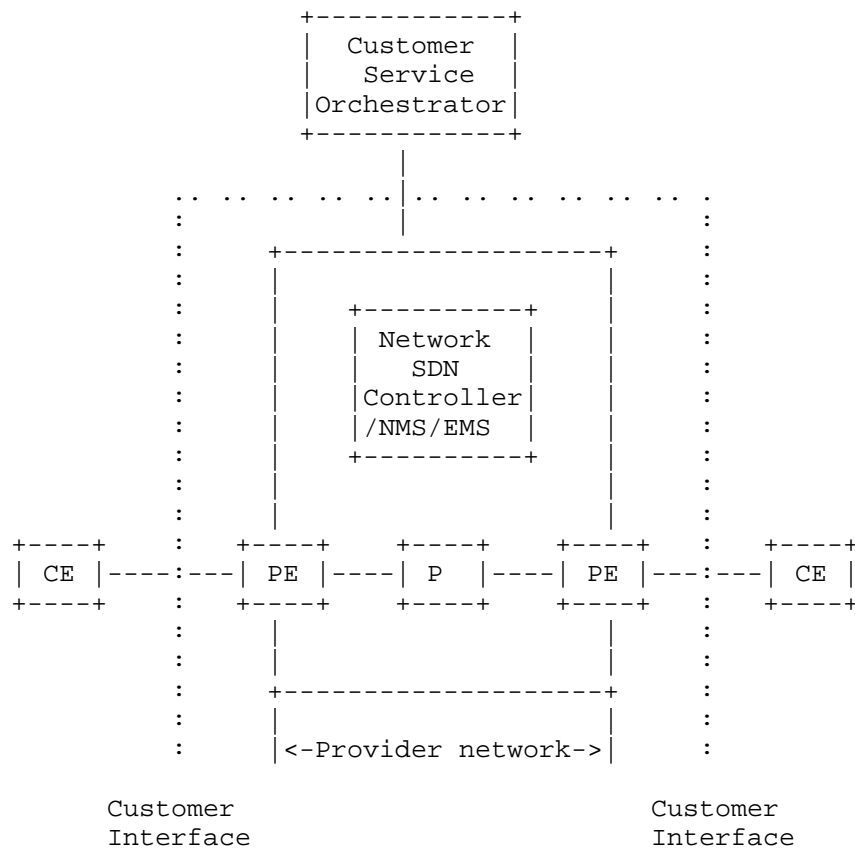 Customer
Service
Orchestrator
Network
SDN
Controller
/NMS/EMS
CE PE P PE CE
<-Provider network->
Customer Customer
Interface Interface